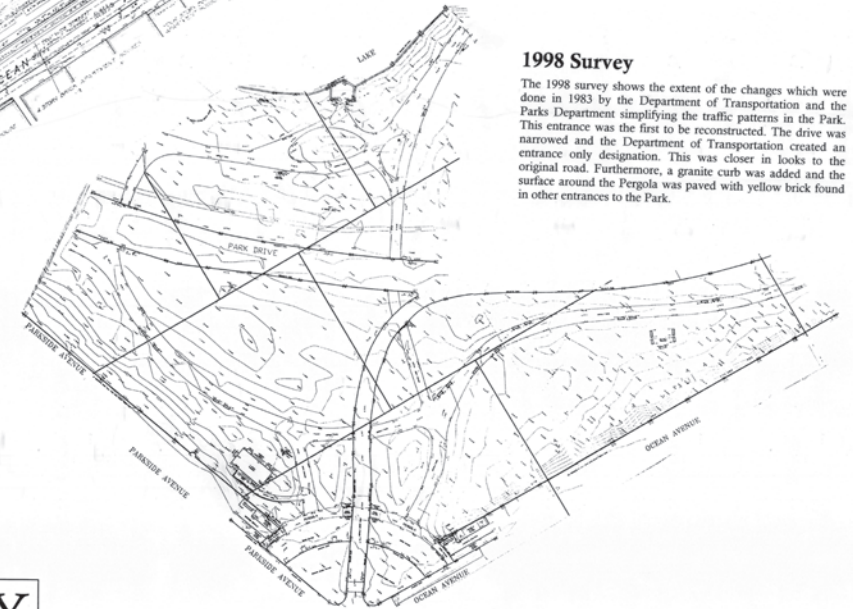 OCEAN
LAKE
1998 Survey
The 1998 survey shows the extent of the changes which were
done in 1983 by the Department of Transportation and the
Parks Department simplifying the traffic patterns in the Park.
This entrance was the first to be reconstructed. The drive was
narrowed and the Department of Transportation created an
entrance only designation. This was closer in looks to the
original road. Furthermore, a granite curb was added and the
surface around the Pergola was paved with yellow brick found
in other entrances to the Park.
PARK DRIVE
PARKSIDE AVENUE
PARKSIDE AVENUE
OCEAN AVENUE
PARKSIDE AVENUE
OCEAN AVENUE